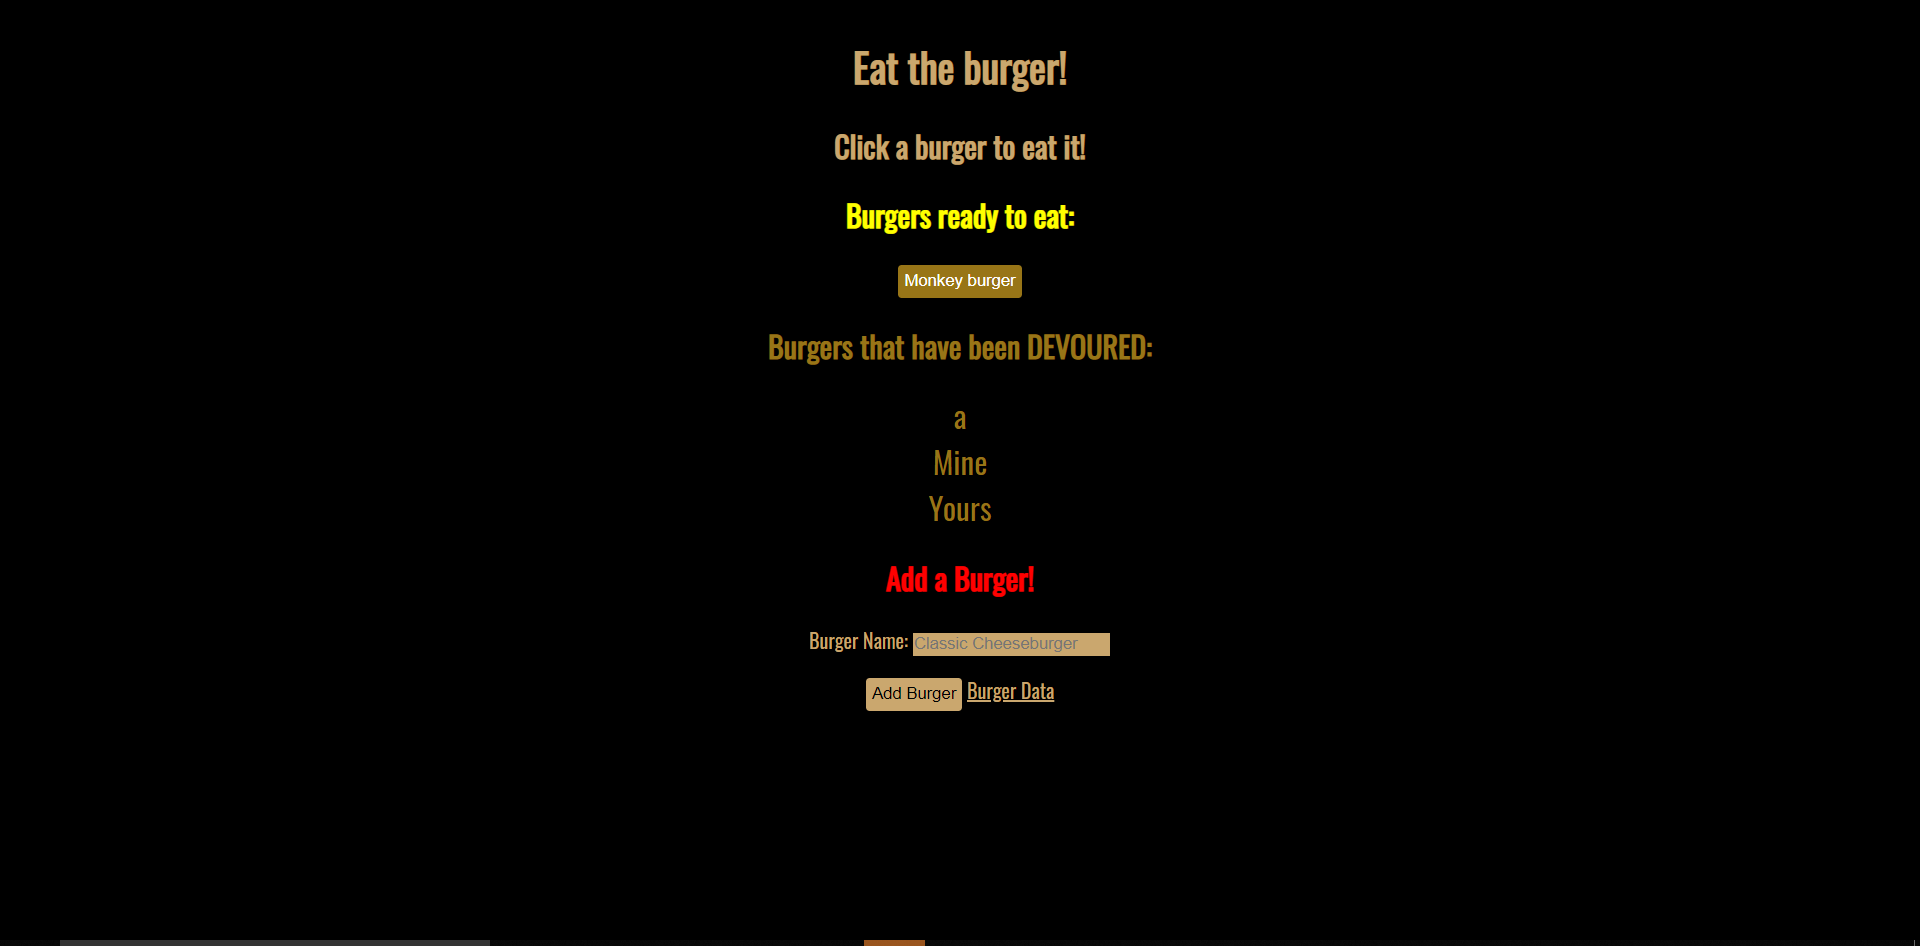 Eat the burger!
Click a burger to eat it!
Burgers ready to eat:
Monkey burger
Burgers that have been DEVOURED:
a
Mine
Yours
Add a Burger!
Burger Name: Classic Cheeseburger
Add Burger Burger Data